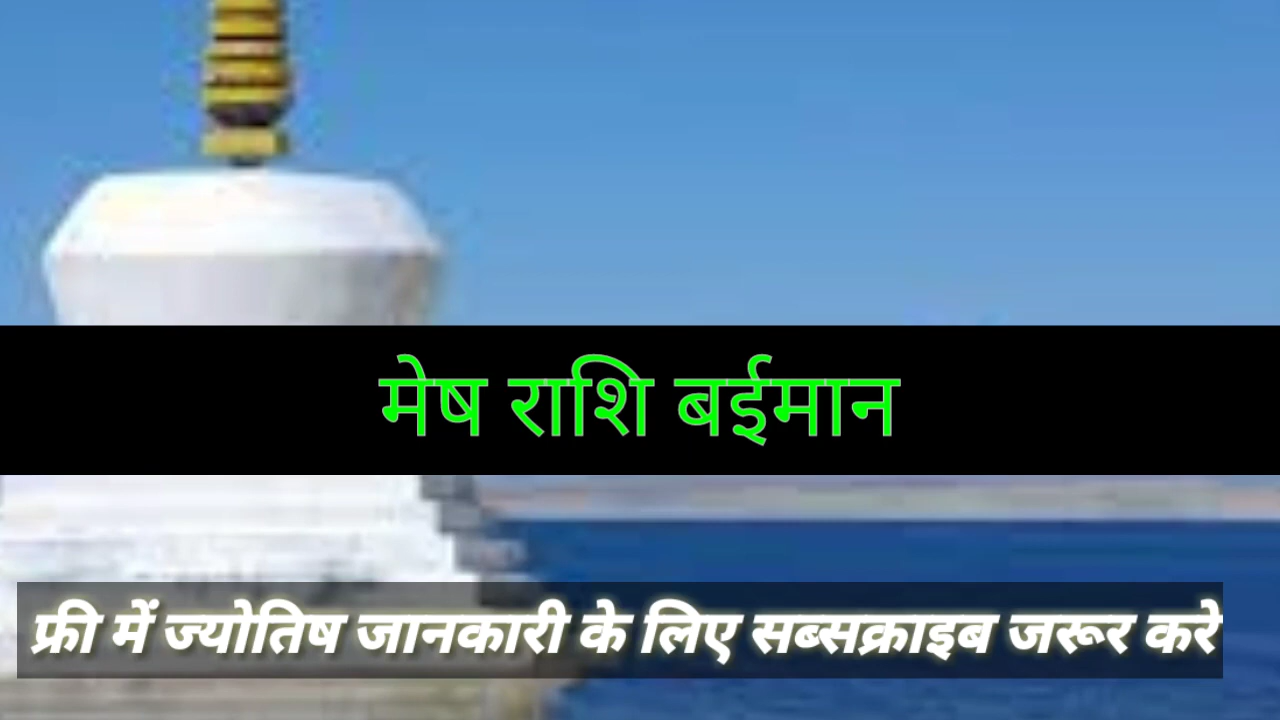 मेष राशि बईमान
फ्री में ज्योतिष जानकारी के लिए सब्सक्राइब जरूर करे